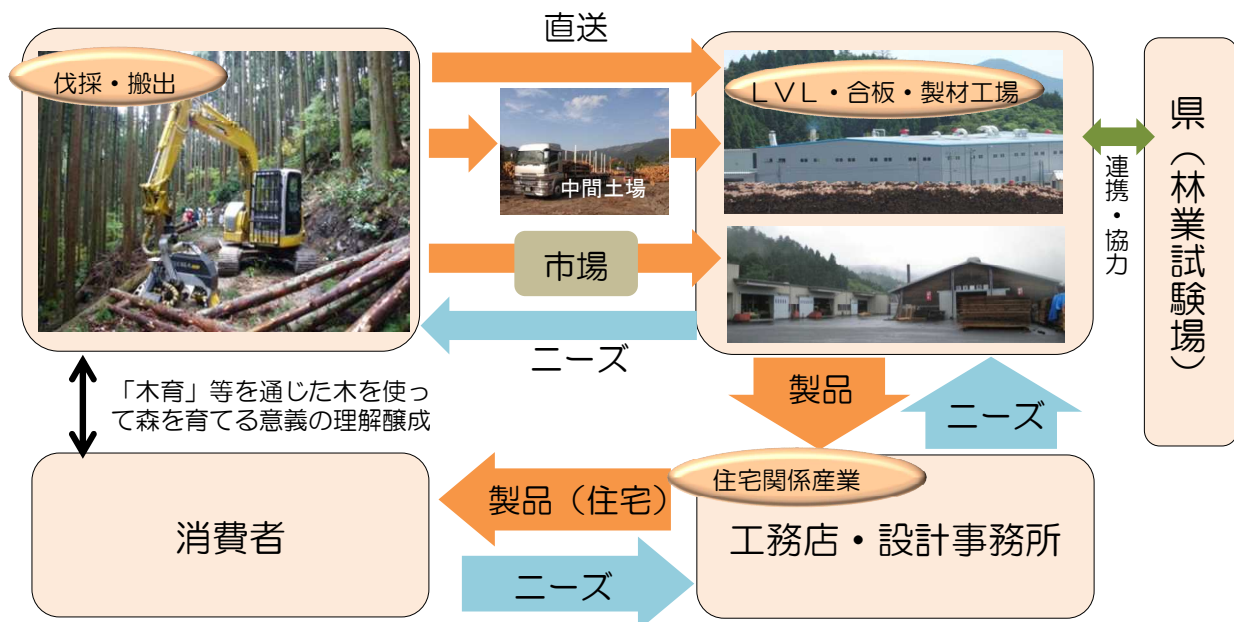 直送
伐採・搬出
LVL・合板・製材工場
中間土場
市場
ニーズ
連携・協力
県（林業試験場）
「木育」等を通じた木を使っ
て森を育てる意義の理解醸成
製品
ニーズ
住宅関係産業
製品（住宅）
消費者
工務店・設計事務所
ニーズ